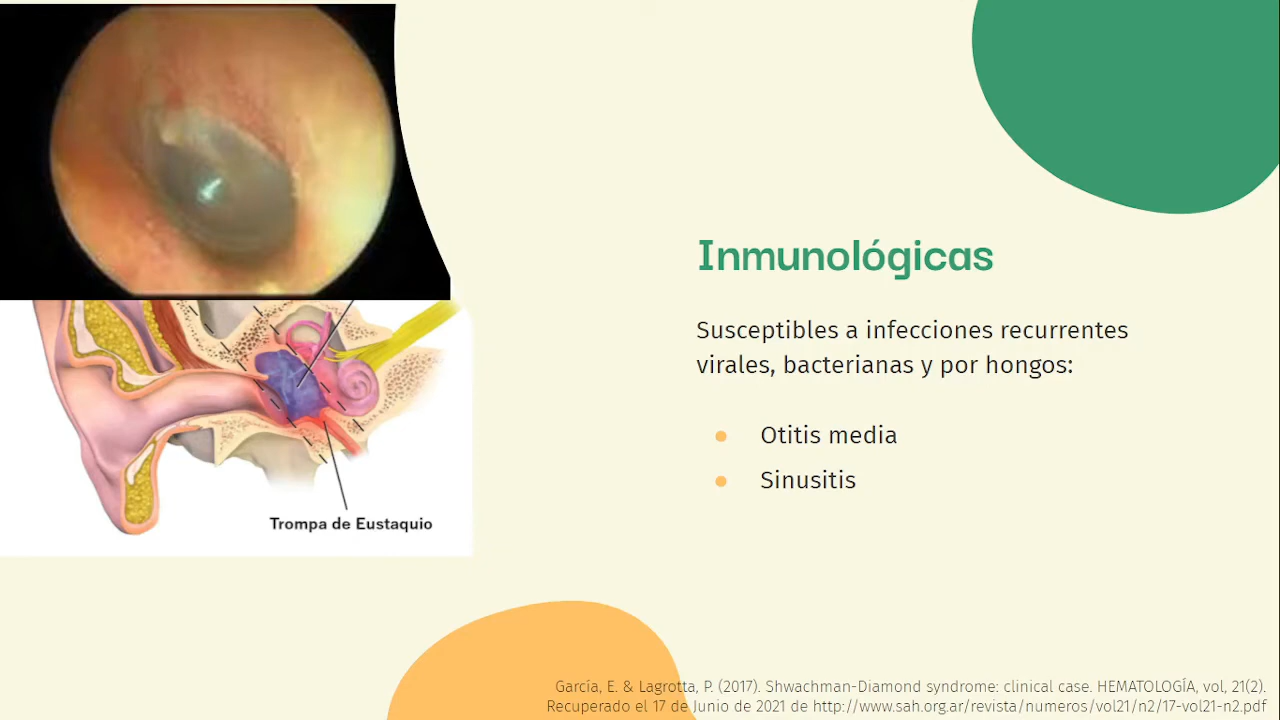 Inmunológicas
Susceptibles a infecciones recurrentes
virales, bacterianas y por hongos:
Otitis media
Sinusitis
Trompa de Eustaquio
García, E. & Lagrotta, P. (2017). Shwachman-Diamond syndrome: clinical case. HEMATOLOGÍA, vol, 21(2).
Recuperado el 17 de Junio de 2021 de http://www.sah.org.ar/revista/numeros/vol21/n2/17-vol21-n2.pdf